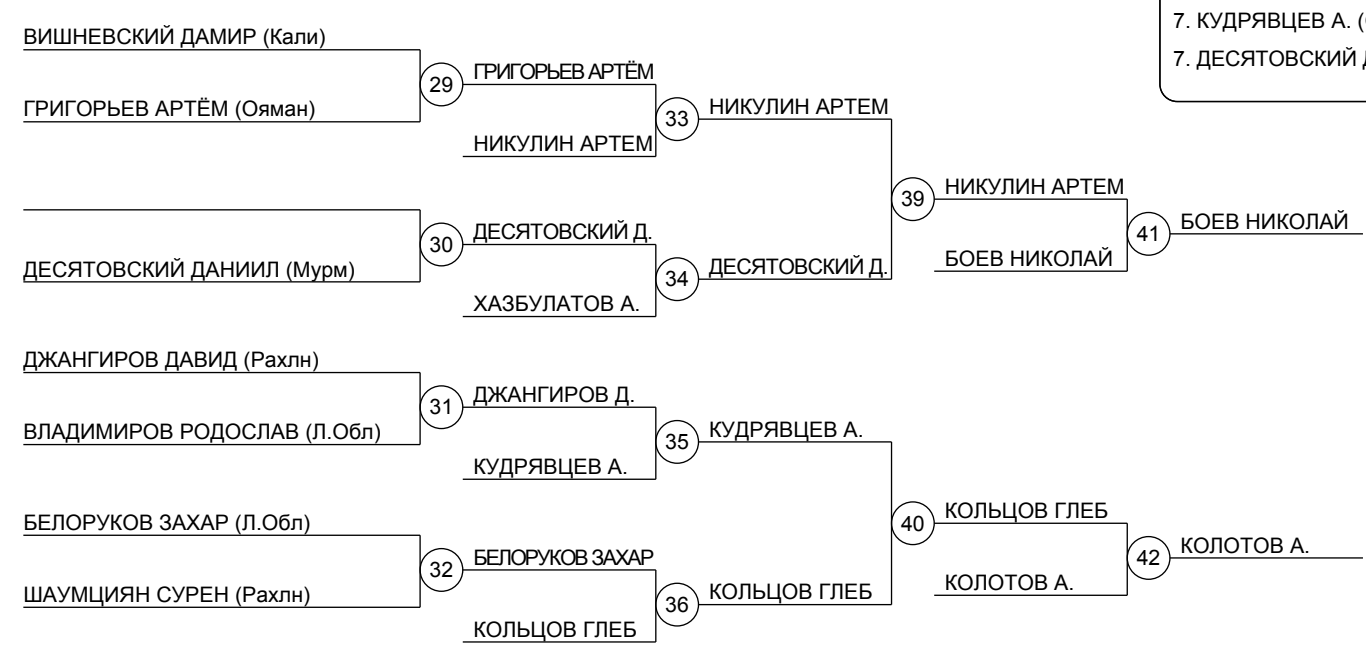 7. КУДРЯВЦЕВ А. (
7. ДЕСЯТОВСКИЙ
ВИШНЕВСКИЙ ДАМИР (Кали)
29
ГРИГОРЬЕВ АРТЁМ
ГРИГОРЬЕВ АРТЁМ (Ояман)
33
НИКУЛИН АРТЕМ
НИКУЛИН АРТЕМ
39
НИКУЛИН АРТЕМ
30
ДЕСЯТОВСКИЙ Д.
ДЕСЯТОВСКИЙ ДАНИИЛ (Мурм)
34
ДЕСЯТОВСКИЙ Д.
ХАЗБУЛАТОВ А.
БОЕВ НИКОЛАЙ
41
БОЕВ НИКОЛАЙ
ДЖАНГИРОВ ДАВИД (Рахлн)
31
ДЖАНГИРОВ Д.
ВЛАДИМИРОВ РОДОСЛАВ (Л.Обл)
35
КУДРЯВЦЕВ А.
КУДРЯВЦЕВ А.
40
КОЛЬЦОВ ГЛЕБ
БЕЛОРУКОВ ЗАХАР (Л.Обл)
32
БЕЛОРУКОВ ЗАХАР
ШАУМЦИЯН СУРЕН (Рахлн)
36
КОЛЬЦОВ ГЛЕБ
КОЛЬЦОВ ГЛЕБ
КОЛОТОВ А.
42
КОЛОТОВ А.